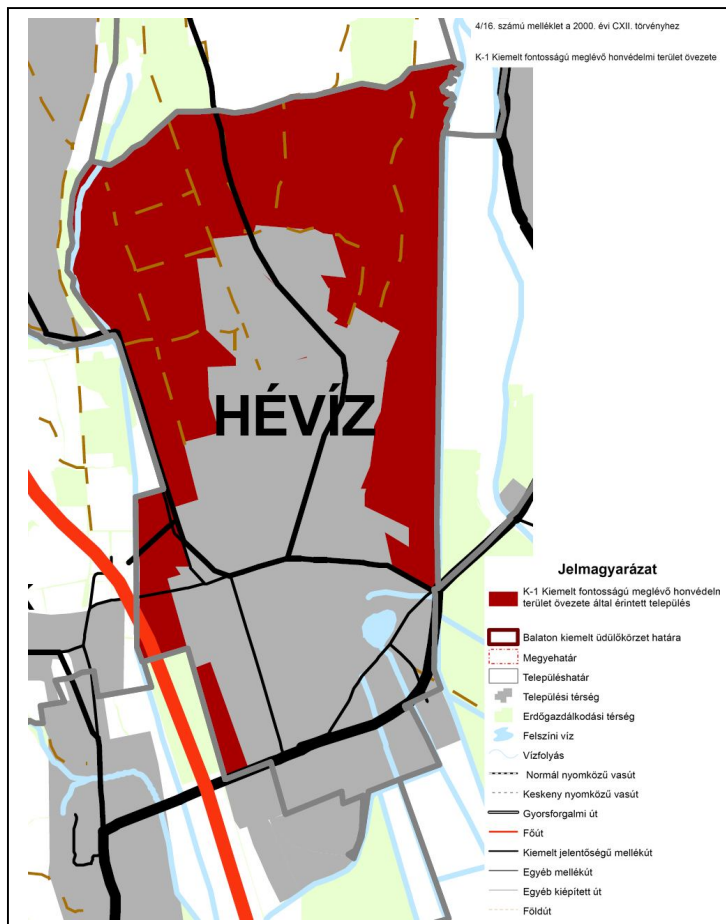 4/16. számú melléklet a 2000. évi CXII. törvényhez
K-1 Kiemelt fontosságú meglévő honvédelmi terület övezete
HÉVÍZ
Jelmagyarázat
K-1 Kiemelt fontosságú meglévő honvédeln
terület övezete által érintett település
Balaton kiemelt üdülőkörzet határa
Megyehatár
Településhatár
Települési térség
Erdőgazdálkodási térség
Felszíni víz
Vízfolyás
Normál nyomközű vasút
Keskeny nyomközű vasút
Gyorsforgalmi út
Főút
Kiemelt jelentőségű mellékút
Egyéb mellékút
Egyéb kiépített út
Földút